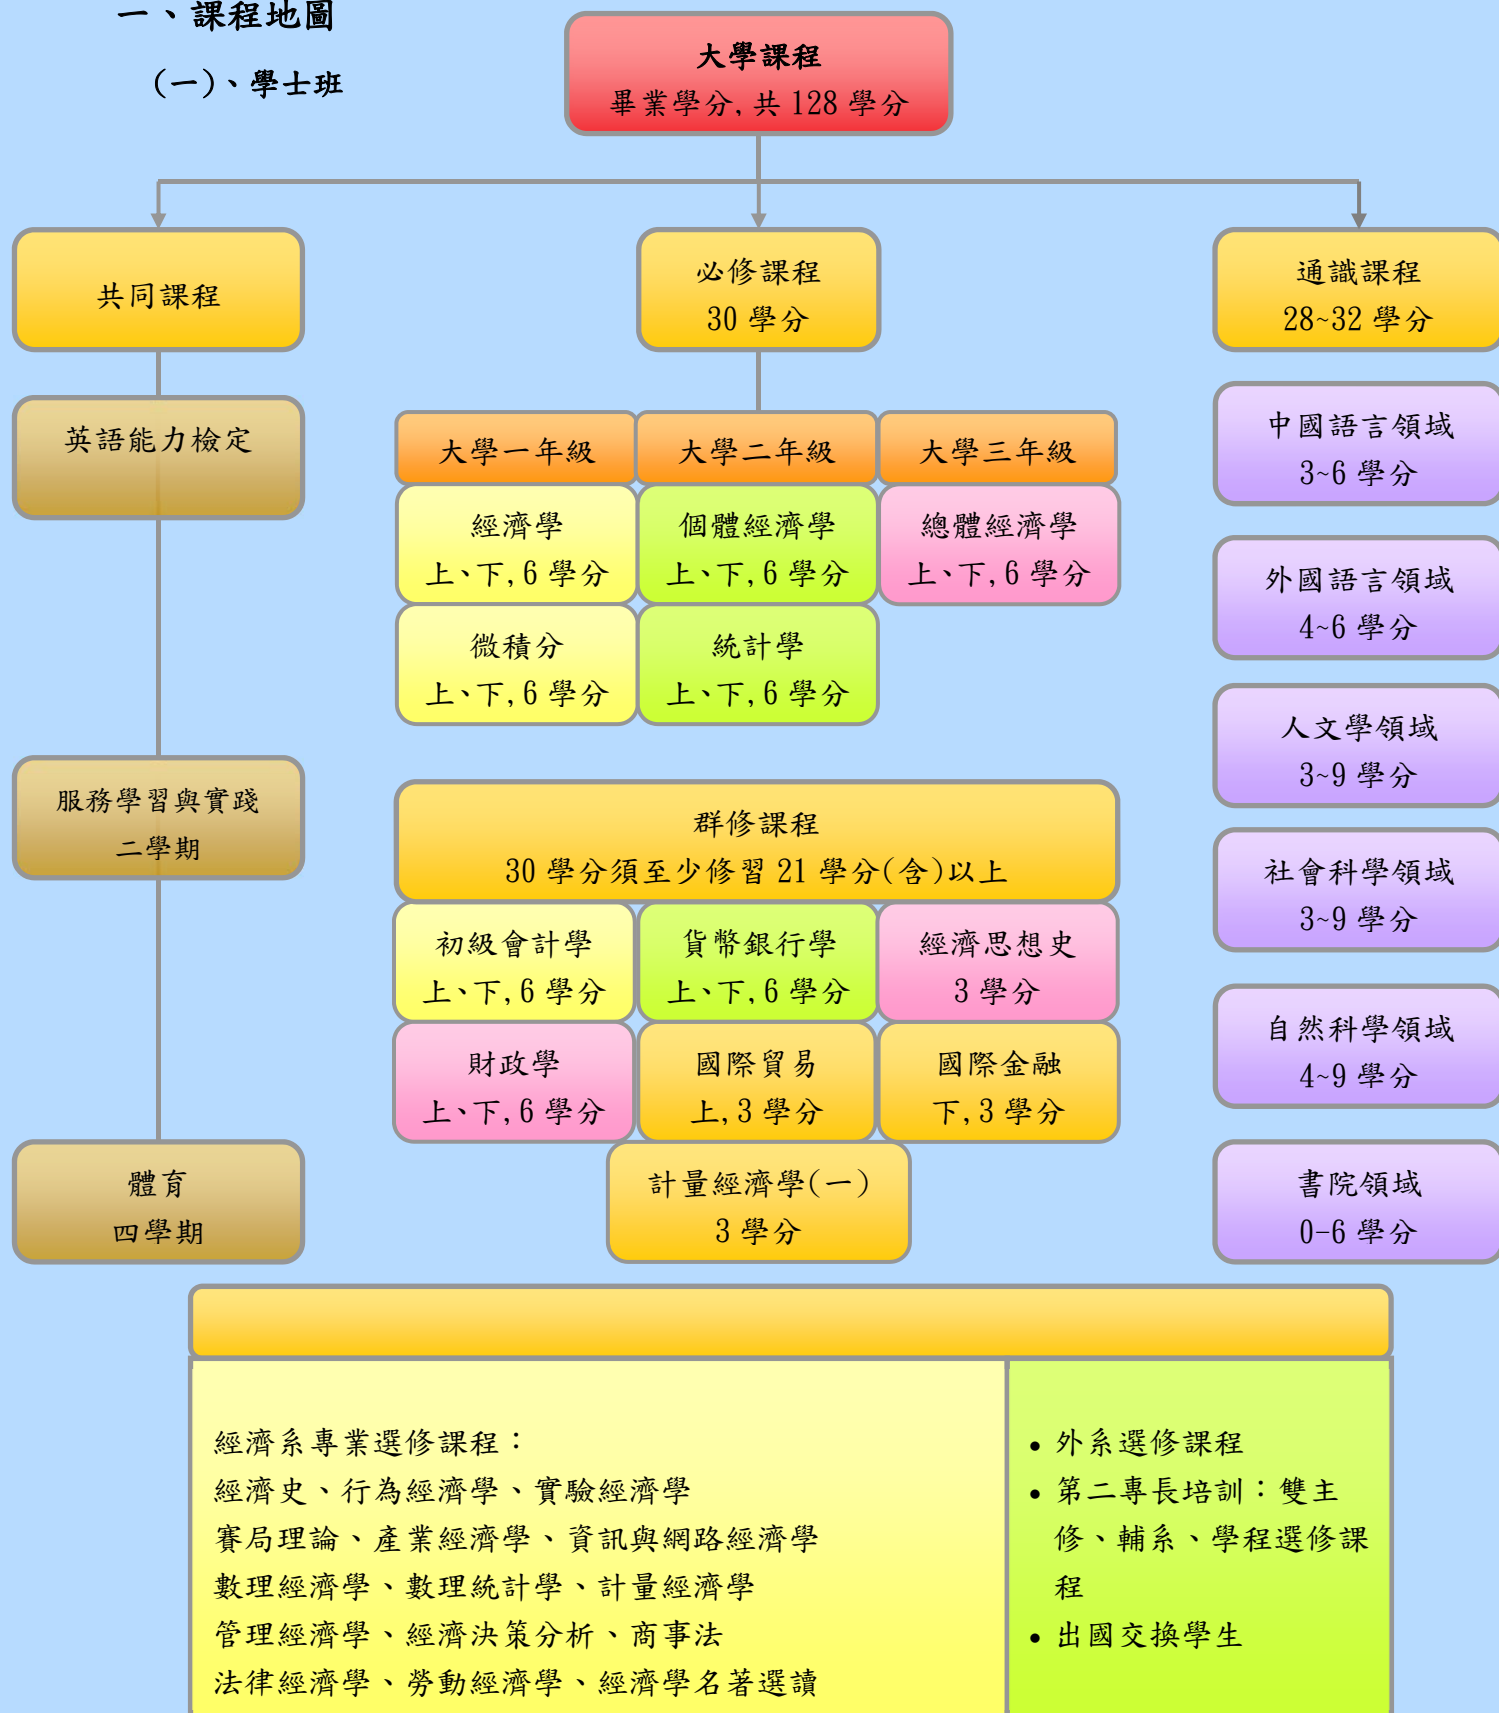 一、課程地圖
(一)、學士班
大學課程
畢業學分,共 128 學分
共同課程
英語能力檢定
服務學習與實踐
二學期
體育
四學期
必修課程
30 學分
大學一年級
大學二年級
大學三年級
經濟學
上、下,6 學分
個體經濟學
上、下,6 學分
總體經濟學
上、下,6 學分
微積分
上、下,6 學分
統計學
上、下,6 學分
群修課程
30 學分須至少修習 21 學分(含)以上
初級會計學
上、下,6 學分
貨幣銀行學
上、下,6 學分
經濟思想史
3 學分
財政學
上、下,6 學分
國際貿易
上,3 學分
國際金融
下,3 學分
計量經濟學(一)
3 學分
通識課程
28~32 學分
中國語言領域
3~6 學分
外國語言領域
4~6 學分
人文學領域
3~9 學分
社會科學領域
3~9 學分
自然科學領域
4~9 學分
書院領域
0-6 學分
經濟系專業選修課程：
經濟史、行為經濟學、實驗經濟學
賽局理論、產業經濟學、資訊與網路經濟學
數理經濟學、數理統計學、計量經濟學
管理經濟學、經濟決策分析、商事法
法律經濟學、勞動經濟學、經濟學名著選讀
• 外系選修課程
• 第二專長培訓：雙主
修、輔系、學程選修課
程
• 出國交換學生